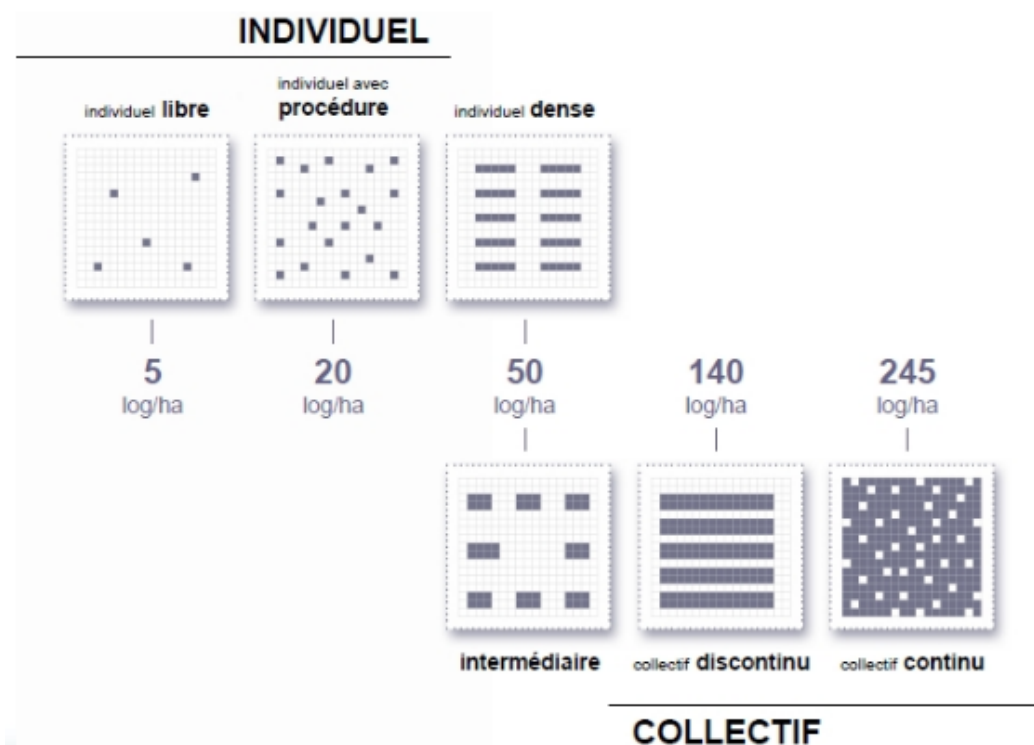 INDIVIDUEL
individuel libre
individuel avec
procédure
individuel dense
5
log/ha
20
log/ha
50
log/ha
140
log/ha
245
log/ha
intermédiaire
collectif discontinu
collectif continu
COLLECTIF